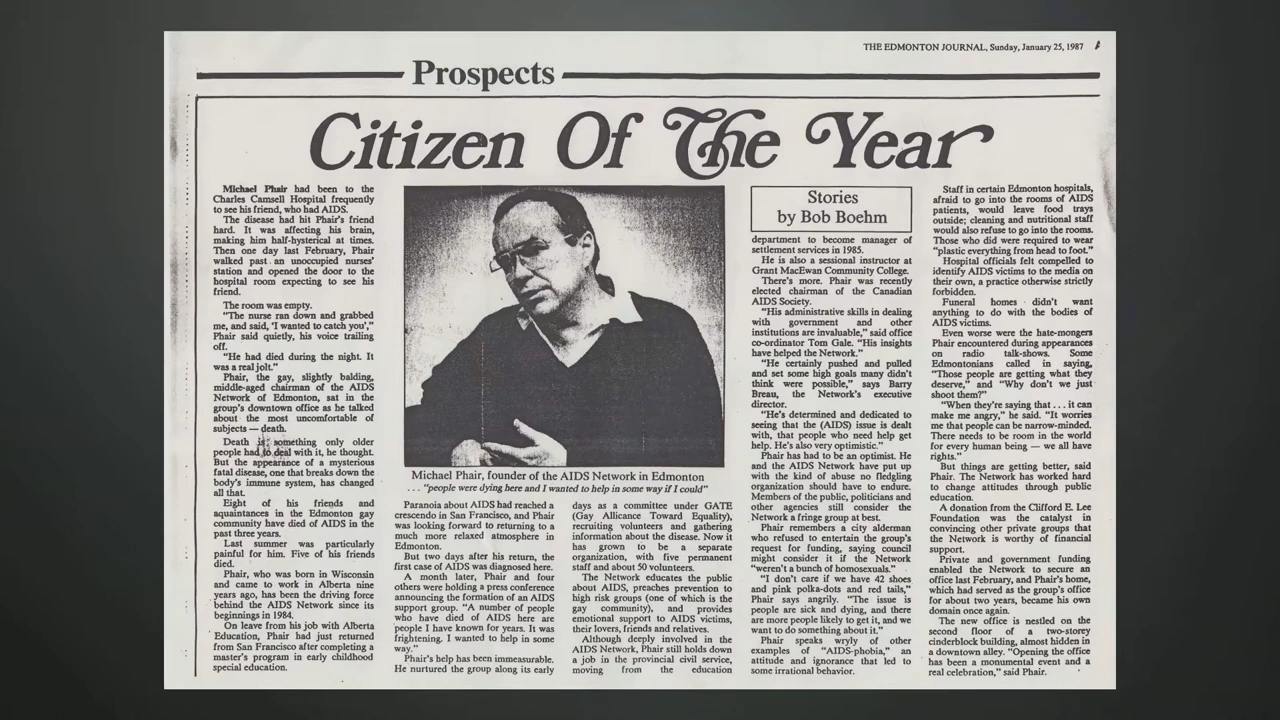 THE EDMONTON JOURNAL, Sunday, January 25, 1987
Prospects
Citizen Of The Year
Michael Phair had been to the
Charles Camsell Hospital frequently
to see his friend, who had AIDS.
The disease had hit Phair's friend
hard. It was affecting his brain,
making him half-hysterical at times.
Then one day last February, Phair
walked past an unoccupied nurses'
station and opened the door to the
hospital room expecting to see his
friend.
The room was empty.
"The nurse ran down and grabbed
me, and said, 'I wanted to catch you',"
Phair said quietly, his voice trailing
off.
"He had died during the night. It
was a real jolt."
Phair, the gay, slightly balding,
middle-aged chairman of the AIDS
Network of Edmonton, sat in the
group's downtown office as he talked
about the most uncomfortable of
subjects — death.
Death is something only older
people had to deal with it, he thought.
But the appearance of a mysterious
fatal disease, one that breaks down the
body's immune system, has changed
all that.
Eight of his friends and
aquaintances in the Edmonton gay
community have died of AIDS in the
past three years.
Last summer was particularly
painful for him. Five of his friends
died.
Phair, who was born in Wisconsin
and came to work in Alberta nine
years ago, has been the driving force
behind the AIDS Network since its
beginnings in 1984.
On leave from his job with Alberta
Education, Phair had just returned
from San Francisco after completing a
master's program in early childhood
special education.
Michael Phair, founder of the AIDS Network in Edmonton
. . . "people were dying here and I wanted to help in some way if I could"
Paranoia about AIDS had reached a
crescendo in San Francisco, and Phair
was looking forward to returning to a
much more relaxed atmosphere in
Edmonton.
But two days after his return, the
first case of AIDS was diagnosed here.
A month later, Phair and four
others were holding a press conference
announcing the formation of an AIDS
support group. "A number of people
who have died of AIDS here are
people I have known for years. It was
frightening. I wanted to help in some
way."
Phair's help has been immeasurable.
He nurtured the group along its early
days as a committee under GATE
(Gay Allicance Toward Equality),
recruiting volunteers and gathering
information about the disease. Now it
has grown to be a separate
organization, with five permanent
staff and about 50 volunteers.
The Network educates the public
about AIDS, preaches prevention to
high risk groups (one of which is the
gay community), and provides
emotional support to AIDS victims,
their lovers, friends and relatives.
Although deeply involved in the
AIDS Network, Phair still holds down
a job in the provincial civil service,
moving from the education
Stories
by Bob Boehm
department to become manager of
settlement services in 1985.
He is also a sessional instructor at
Grant MacEwan Community College.
There's more. Phair was recently
elected chairman of the Canadian
AIDS Society.
"His administrative skills in dealing
with government and other
institutions are invaluable," said office
co-ordinator Tom Gale. "His insights
have helped the Network."
"He certainly pushed and pulled
and set some high goals many didn't
think were possible," says Barry
Breau, the Network's executive
director.
"He's determined and dedicated to
seeing that the (AIDS) issue is dealt
with, that people who need help get
help. He's also very optimistic."
Phair has had to be an optimist. He
and the AIDS Network have put up
with the kind of abuse no fledgling
organization should have to endure.
Members of the public, politicians and
other agencies still consider the
Network a fringe group at best.
Phair remembers a city alderman
who refused to entertain the group's
request for funding, saying council
might consider it if the Network
"weren't a bunch of homosexuals."
"I don't care if we have 42 shoes
and pink polka-dots and red tails,"
Phair says angrily. "The issue is
people are sick and dying, and there
are more people likely to get it, and we
want to do something about it."
Phair speaks wryly of other
examples of "AIDS-phobia," an
attitude and ignorance that led to
some irrational behavior.
Staff in certain Edmonton hospitals,
afraid to go into the rooms of AIDS
patients, would leave food trays
outside; cleaning and nutritional staff
would also refuse to go into the rooms.
Those who did were required to wear
"plastic everything from head to foot."
Hospital officials felt compelled to
identify AIDS victims to the media on
their own, a practice otherwise strictly
forbidden.
Funeral homes didn't want
anything to do with the bodies of
AIDS victims.
Even worse were the hate-mongers
Phair encountered during appearances
on radio talk-shows. Some
Edmontonians called in saying,
"Those people are getting what they
deserve," and "Why don't we just
shoot them?"
"When they're saying that . . . it can
make me angry," he said. "It worries
me that people can be narrow-minded.
There needs to be room in the world
for every human being — we all have
rights."
But things are getting better, said
Phair. The Network has worked hard
to change attitudes through public
education.
A donation from the Clifford E. Lee
Foundation was the catalyst in
convincing other private groups that
the Network is worthy of financial
support.
Private and government funding
enabled the Network to secure an
office last February, and Phair's home,
which had served as the group's office
for about two years, became his own
domain once again.
The new office is nestled on the
second floor of a two-storey
cinderblock building, almost hidden in
a downtown alley. "Opening the office
has been a monumental event and a
real celebration," said Phair.